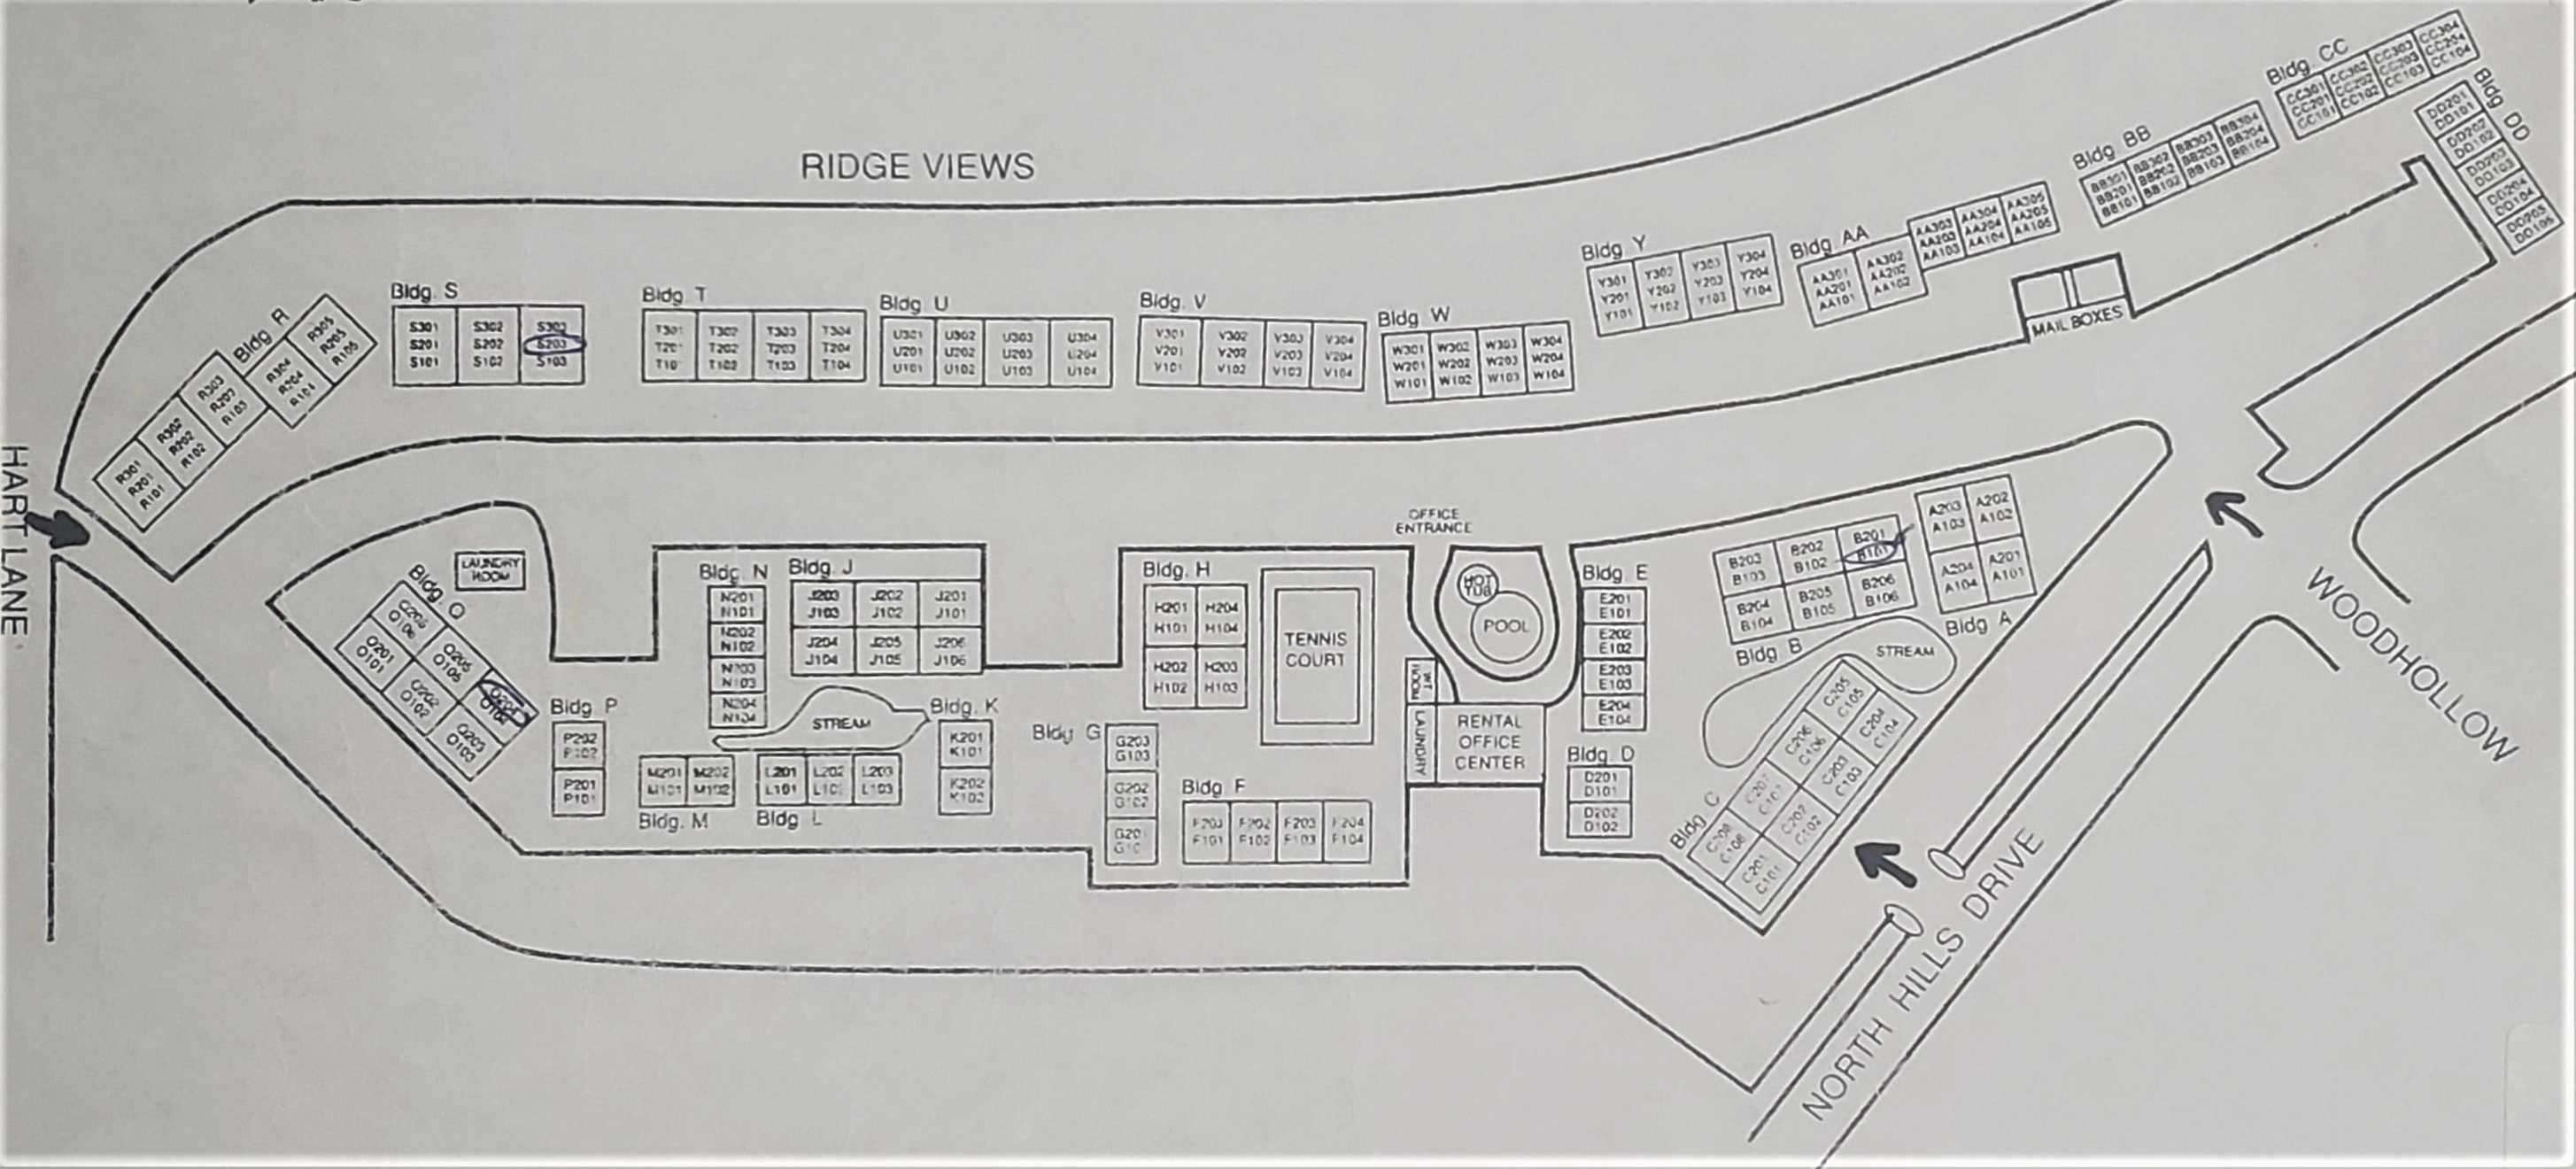 RIDGE VIEWS
Bldg. CC
CC301 CC302 CC303 CC304
CC201 CC202 CC203 CC204
CC101 CC102 CC103 CC104
Bldg DD
DD201
DD101
DD202
DD102
DD203
DD103
DD204
DD104
DD205
DD105
Bldg BB
BB301 BB302 BB303 BB304
BB201 BB202 BB203 BB204
BB101 BB102 BB103 BB104
Bldg. AA
AA301 AA302 AA303 AA304 AA305
AA201 AA202 AA203 AA204 AA205
AA101 AA102 AA103 AA104 AA105
Bldg. Y
Y301 Y302 Y303 Y304
Y201 Y202 Y203 Y204
Y101 Y102 Y103 Y104
MAIL BOXES
Bldg. W
W301 W302 W303 W304
W201 W202 W203 W204
W101 W102 W103 W104
Bldg. V
V301 V302 V303 V304
V201 V202 V203 V204
V101 V102 V103 V104
Bldg. U
U301 U302 U303 U304
U201 U202 U203 U204
U101 U102 U103 U104
Bldg. T
T301 T302 T303 T304
T202 T203 T204
T102 T103 T104
Bldg. S
S301 S302 S303
S201 S202 S203
S101 S102 S103
Bldg R
R301 R302 R303 R304 R305
R201 R202 R203 R204 R205
R101 R102 R103 R104 R105
HART LANE
LAUNDRY
ROOM
Bldg. O
O206 O205 O204
O106 O105 O104
O201 O202 O203
O101 O102 O103
Bldg. P
P202
P102
P201
P101
Bldg. N
N201
N101
N202
N102
N203
N103
N204
N104
Bldg. J
J203 J202 J201
J103 J102 J101
J204 J205 J206
J104 J105 J106
STREAM
M201 M202
M101 M102
Bldg. M
L201 L202 L203
L101 L103
Bldg L
Bldg. K
K201
K101
K202
K102
Bldg. H
H201 H204
H101 H104
H202 H203
H102 H103
TENNIS
COURT
Bldg G
G203
G103
G202
G102
Bldg. F
F202 F203 F204
F101 F102 F103 F104
OFFICE
ENTRANCE
HOT
TUB
POOL
WT
ROOM
LAUNDRY
RENTAL
OFFICE
CENTER
Bldg. E
E201
E101
E202
E102
E203
E103
E204
E104
Bldg. D
D201
D101
D202
D102
B203 B202 B201
B103 B102 B101
B204 B205 B206
B104 B105 B106
Bldg B
A203 A202
A103 A102
A204 A201
A104 A101
Bldg A
STREAM
Bldg C
C208 C207 C206 C205
C108 C107 C106 C105
C201 C202 C203 C204
C101 C102 C103 C104
WOODHOLLOW
NORTH HILLS DRIVE